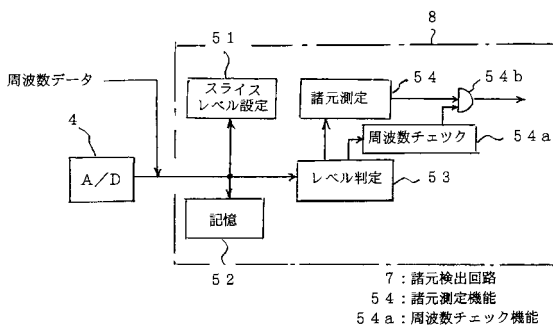 51
8
周波数データ
スライス
レベル設定
諸元測定
54
54b
4
周波数チェック
54a
A/D
レベル判定
53
記憶
52
7:諸元検出回路
54:諸元測定機能
54a:周波数チェック機能